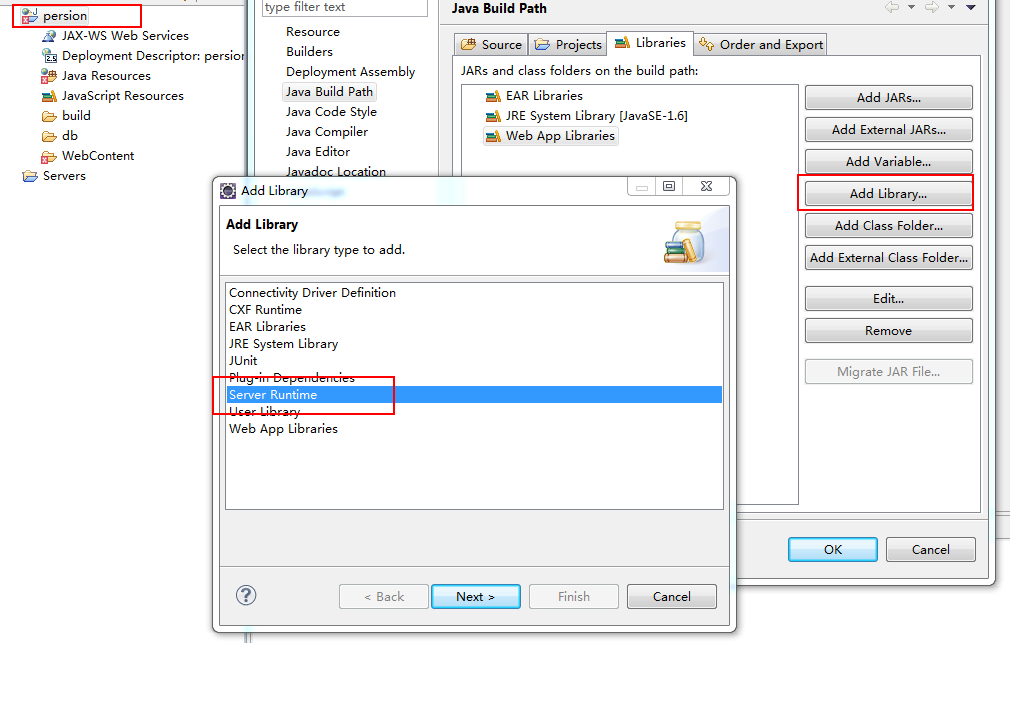 persion
JAX-WS Web Services
Deployment Descriptor: persion
Java Resources
JavaScript Resources
build
db
WebContent
Servers
type filter text
Resource
Builders
Deployment Assembly
Java Build Path
Java Code Style
Java Compiler
Java Editor
Javadoc Location
Java Build Path
Source
Projects
Libraries
Order and Export
JARs and class folders on the build path:
EAR Libraries
JRE System Library [JavaSE-1.6]
Web App Libraries
Add JARs...
Add External JARs...
Add Variable...
Add Library...
Add Class Folder...
Add External Class Folder...
Edit...
Remove
Migrate JAR File...
OK
Cancel
Add Library
Add Library
Select the library type to add.
Connectivity Driver Definition
CXF Runtime
EAR Libraries
JRE System Library
JUnit
Plug-in Dependencies
Server Runtime
User Library
Web App Libraries
< Back
Next >
Finish
Cancel